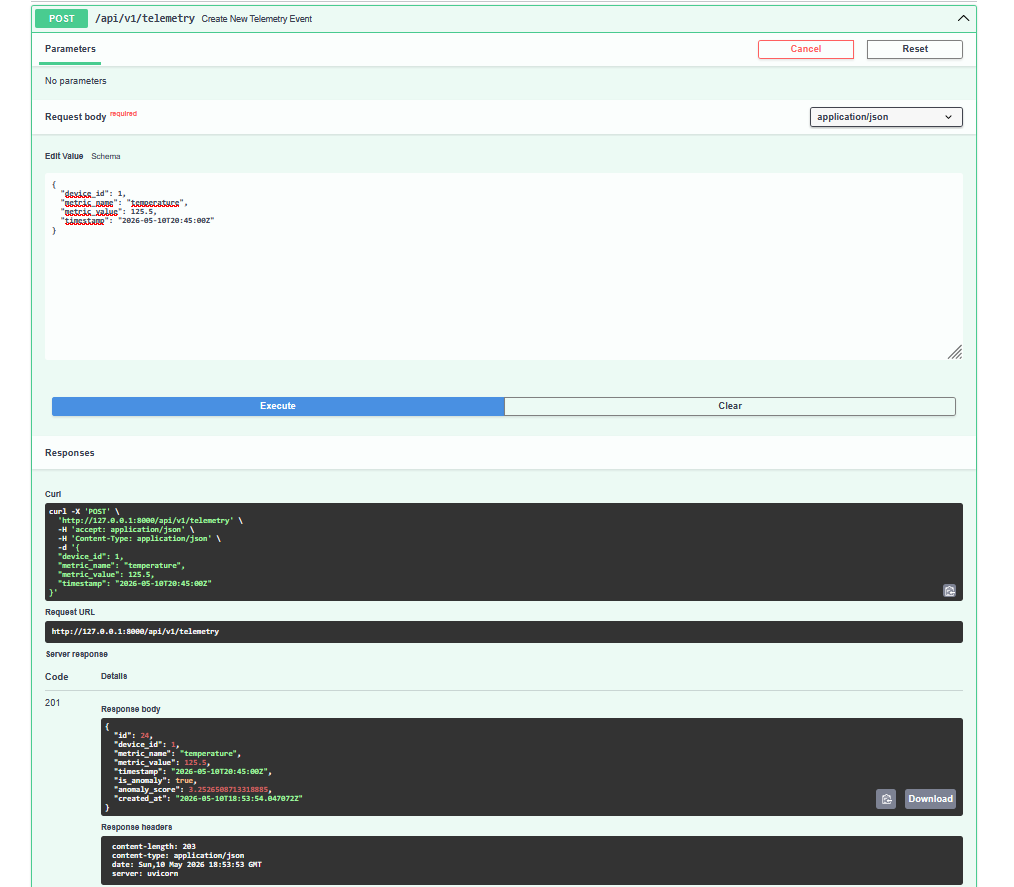 POST /api/v1/telemetry Create New Telemetry Event
Parameters
Cancel
Reset
No parameters
Request body required
application/json
Edit Value Schema
{
  "device_id": 1,
  "metric_name": "temperature",
  "metric_value": 125.5,
  "timestamp": "2026-05-10T20:45:00Z"
}
Execute
Clear
Responses
Curl
curl -X 'POST' \
  'http://127.0.0.1:8000/api/v1/telemetry' \
  -H 'accept: application/json' \
  -H 'Content-Type: application/json' \
  -d '{
  "device_id": 1,
  "metric_name": "temperature",
  "metric_value": 125.5,
  "timestamp": "2026-05-10T20:45:00Z"
}'
Request URL
http://127.0.0.1:8000/api/v1/telemetry
Server response
Code Details
201
Response body
{
  "id": 24,
  "device_id": 1,
  "metric_name": "temperature",
  "metric_value": 125.5,
  "timestamp": "2026-05-10T20:45:00Z",
  "is_anomaly": true,
  "anomaly_score": 3.2526508713318885,
  "created_at": "2026-05-10T18:53:54.047072Z"
}
Download
Response headers
content-length: 203
content-type: application/json
date: Sun,10 May 2026 18:53:53 GMT
server: uvicorn